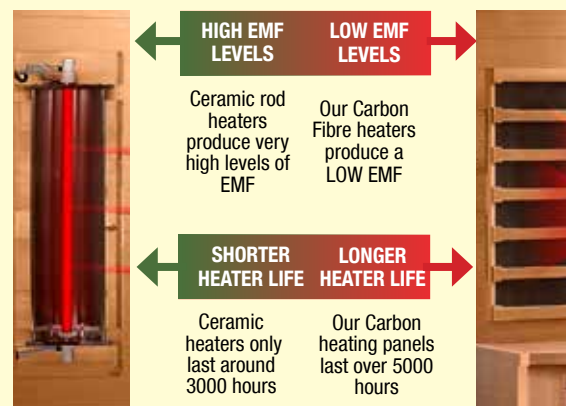 HIGH EMF
LEVELS
LOW EMF
LEVELS
Ceramic rod
heaters
produce very
high levels of
EMF
Our Carbon
Fibre heaters
produce a
LOW EMF
SHORTER
HEATER LIFE
LONGER
HEATER LIFE
Ceramic
heaters only
last around
3000 hours
Our Carbon
heating panels
last over 5000
hours